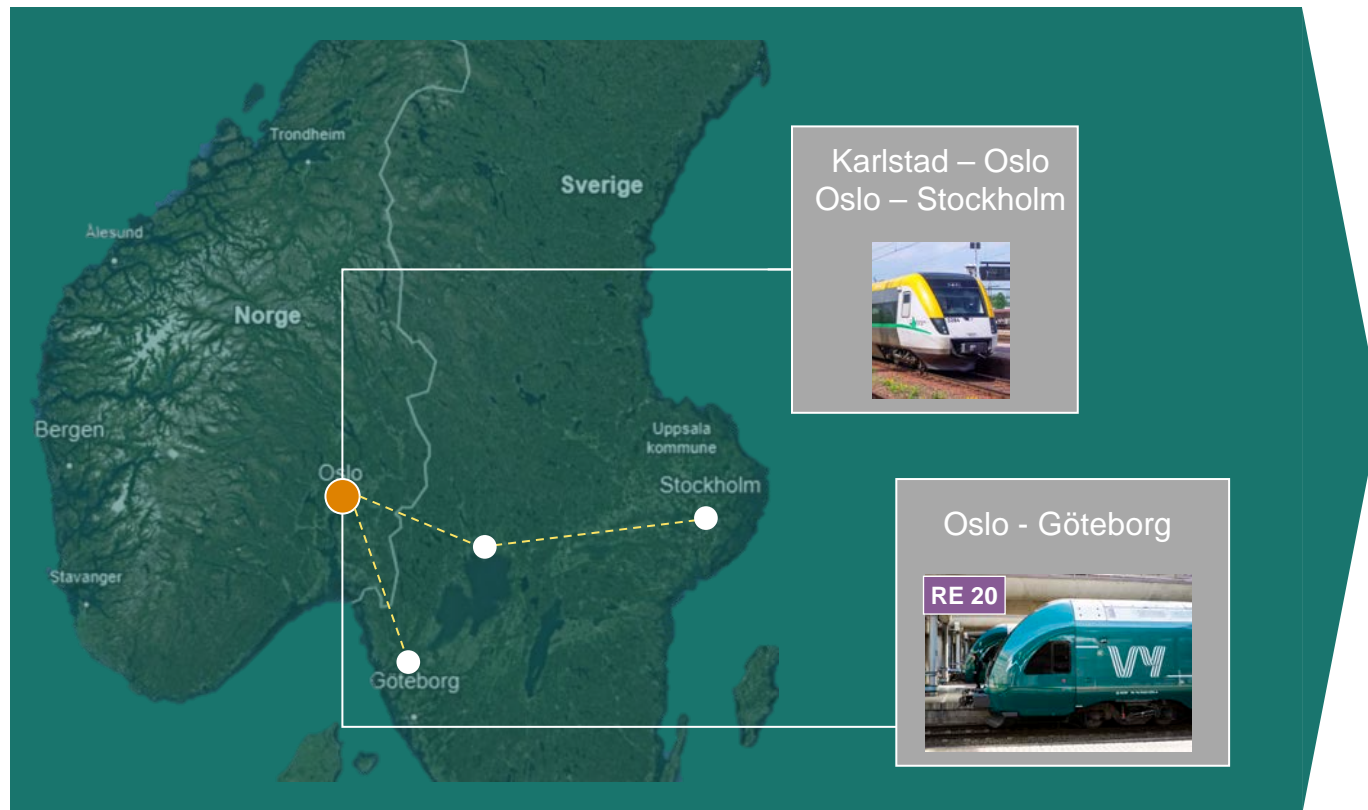 Trondheim
Sverige
Karlstad – Oslo
Oslo – Stockholm
Ålesund
Norge
Bergen
Uppsala
kommune
Oslo
Stockholm
Stavanger
Göteborg
Oslo - Göteborg
RE 20
VY